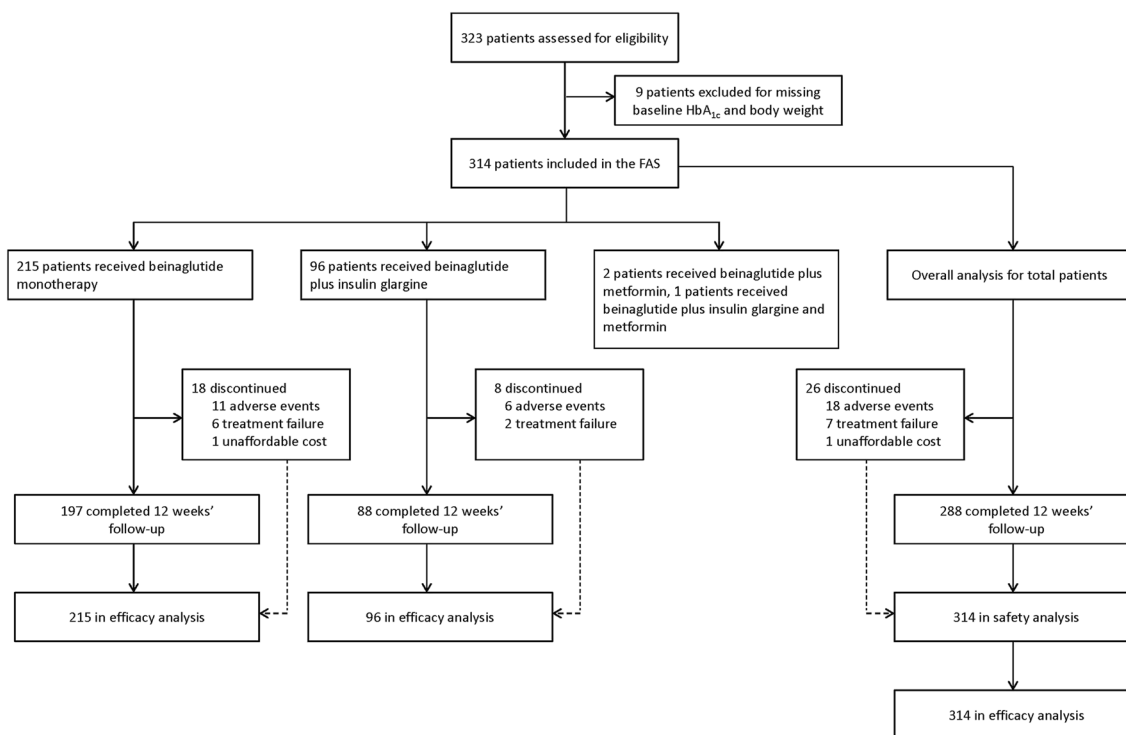 323 patients assessed for eligibility
9 patients excluded for missing
baseline HbA1c and body weight
314 patients included in the FAS
215 patients received beinaglutide
monotherapy
96 patients received beinaglutide
plus insulin glargine
2 patients received beinaglutide plus
metformin, 1 patients received
beinaglutide plus insulin glargine and
metformin
Overall analysis for total patients
18 discontinued
11 adverse events
6 treatment failure
1 unaffordable cost
8 discontinued
6 adverse events
2 treatment failure
26 discontinued
18 adverse events
7 treatment failure
1 unaffordable cost
197 completed 12 weeks’
follow-up
88 completed 12 weeks’
follow-up
288 completed 12 weeks’
follow-up
215 in efficacy analysis
96 in efficacy analysis
314 in safety analysis
314 in efficacy analysis